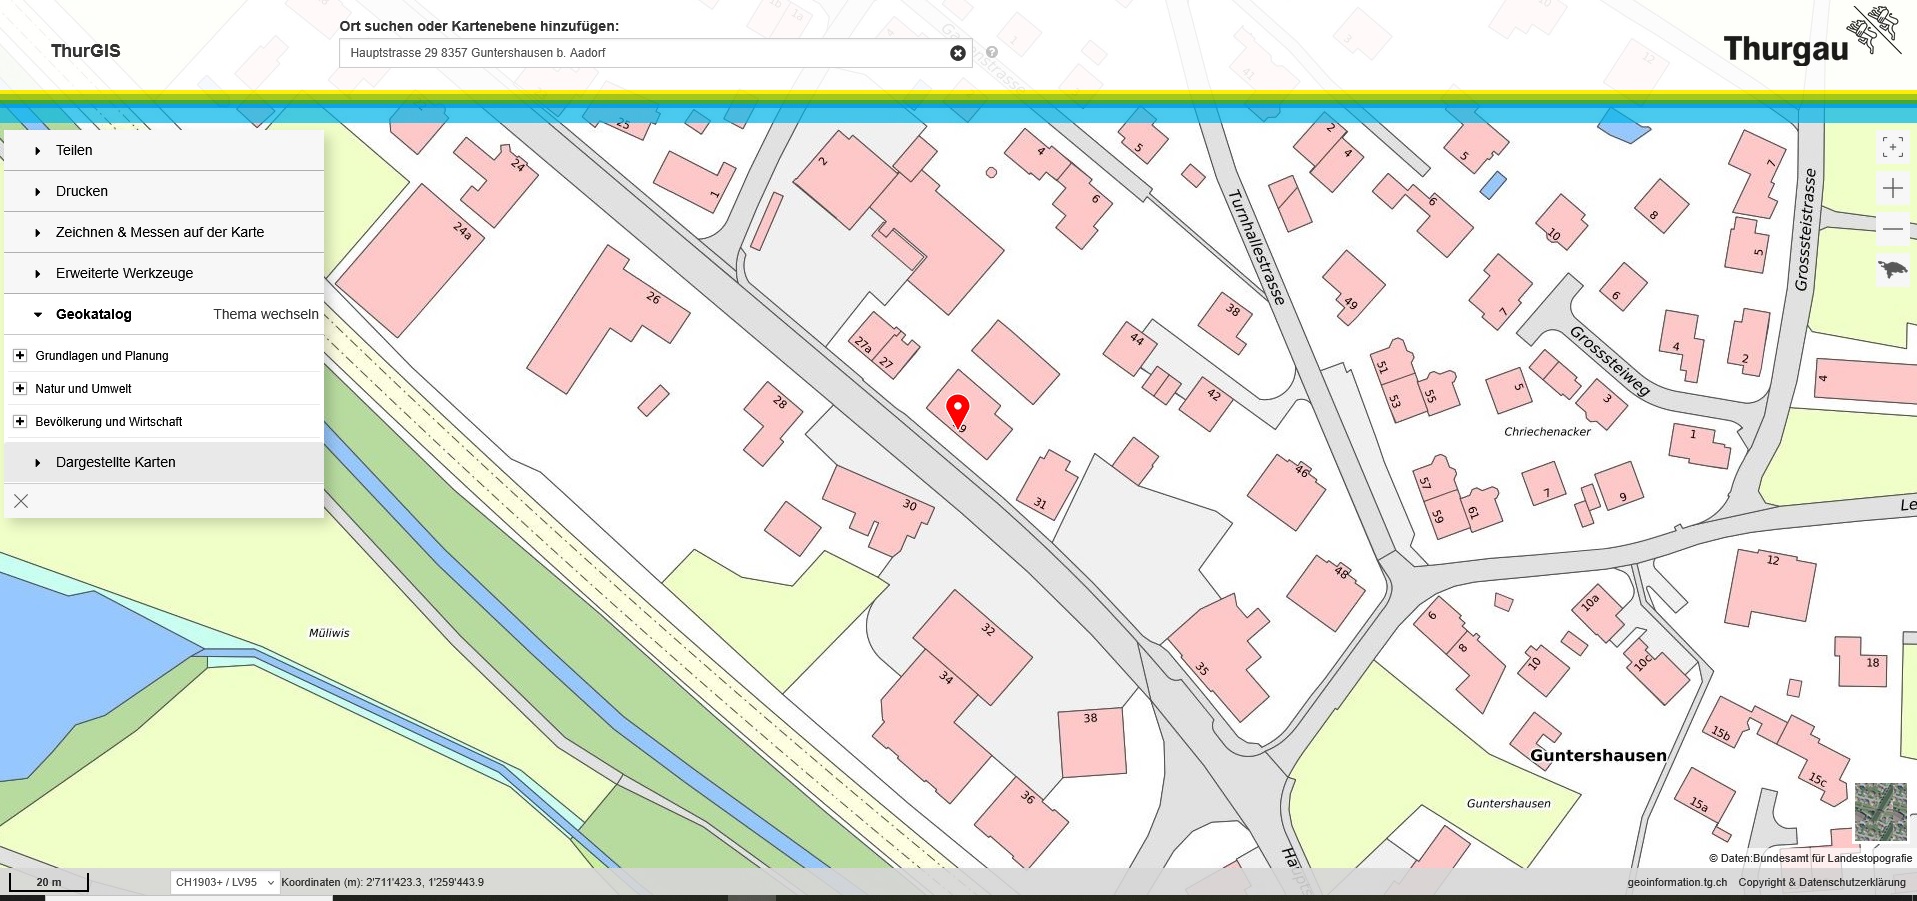 Ort suchen oder Kartenebene hinzufügen:
ThurGIS
Hauptstrasse 29 8357 Guntershausen b. Aadorf
Thurgau
Teilen
Drucken
Zeichnen & Messen auf der Karte
Erweiterte Werkzeuge
Geokatalog
Thema wechseln
Grundlagen und Planung
Natur und Umwelt
Bevölkerung und Wirtschaft
Dargestellte Karten
25
24
24a
1
2
4
6
5
2
4
5
6
10
8
7
5
Turnhallestrasse
Grosssteistrasse
26
27a
27
28
38
44
42
49
7
6
4
2
4
Grosssteiweg
51
53
55
5
3
1
Chriechenacker
30
31
46
57
59
61
7
9
48
12
32
34
35
38
36
6
8
10
10a
10c
18
15b
15c
15a
Müliwis
Guntershausen
Guntershausen
© Daten:Bundesamt für Landestopografie
20 m
CH1903+ / LV95
Koordinaten (m): 2'711'423.3, 1'259'443.9
geoinformation.tg.ch
Copyright & Datenschutzerklärung